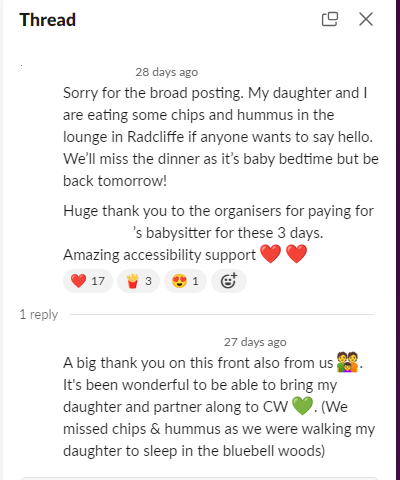 Thread
28 days ago
Sorry for the broad posting. My daughter and I
are eating some chips and hummus in the
lounge in Radcliffe if anyone wants to say hello.
We'll miss the dinner as it's baby bedtime but be
back tomorrow!
Huge thank you to the organisers for paying for
's babysitter for these 3 days.
Amazing accessibility support ❤️ ❤️
❤️ 17 🍟 3 😍 1
1 reply
27 days ago
A big thank you on this front also from us 👩‍👩‍👧.
It's been wonderful to be able to bring my
daughter and partner along to CW 💚. (We
missed chips & hummus as we were walking my
daughter to sleep in the bluebell woods)